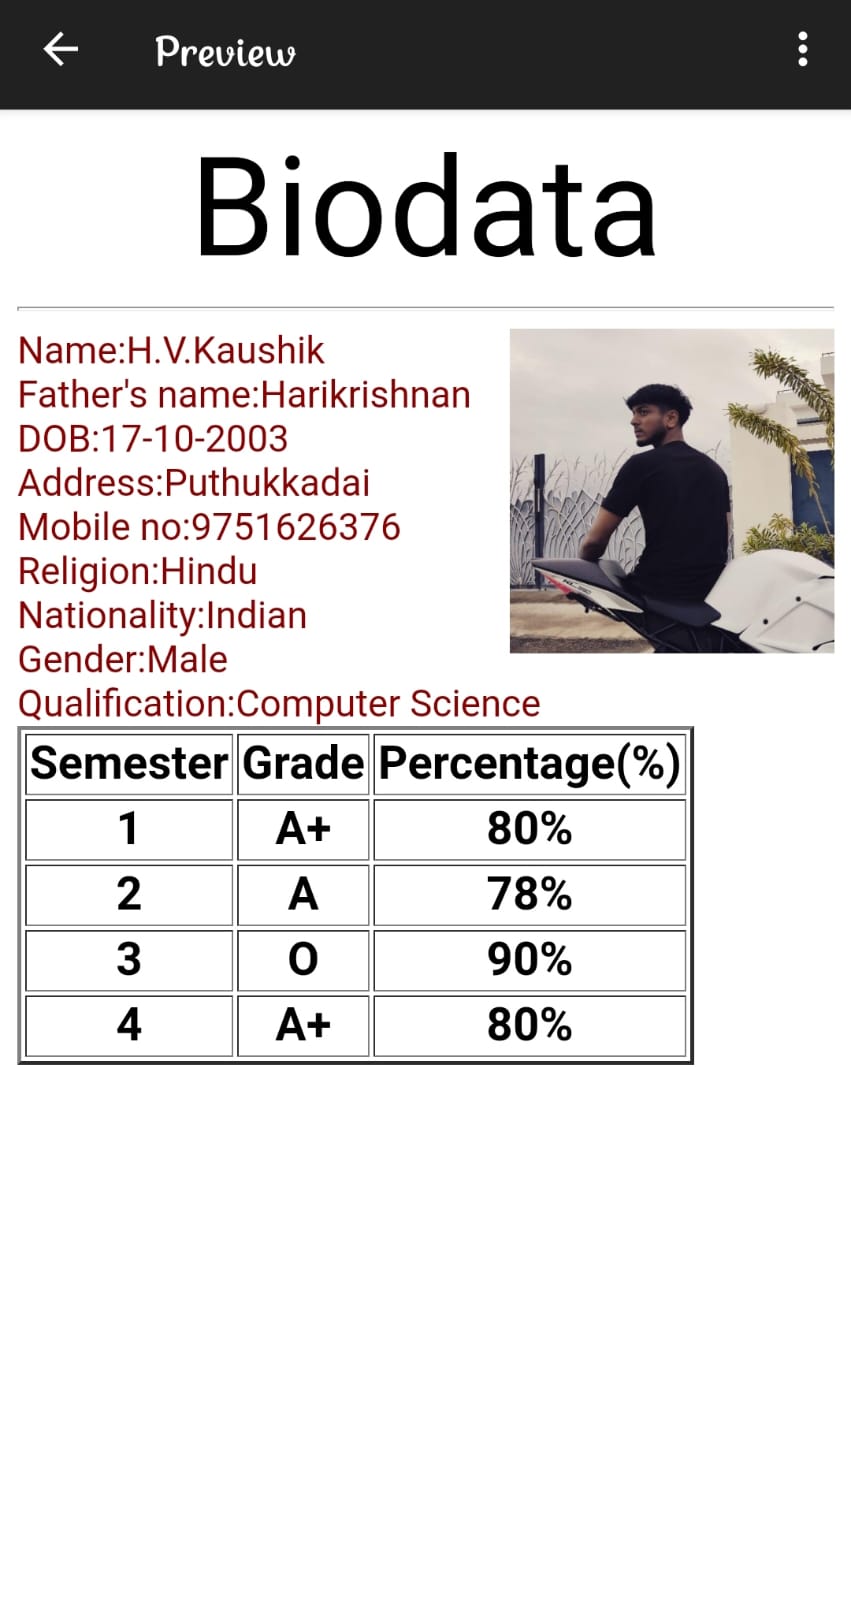 Preview
Biodata
Name:H.V.Kaushik
Father's name:Harikrishnan
DOB:17-10-2003
Address:Puthukkadai
Mobile no:9751626376
Religion:Hindu
Nationality:Indian
Gender:Male
Qualification:Computer Science
Semester Grade Percentage(%)
1 A+ 80%
2 A 78%
3 O 90%
4 A+ 80%